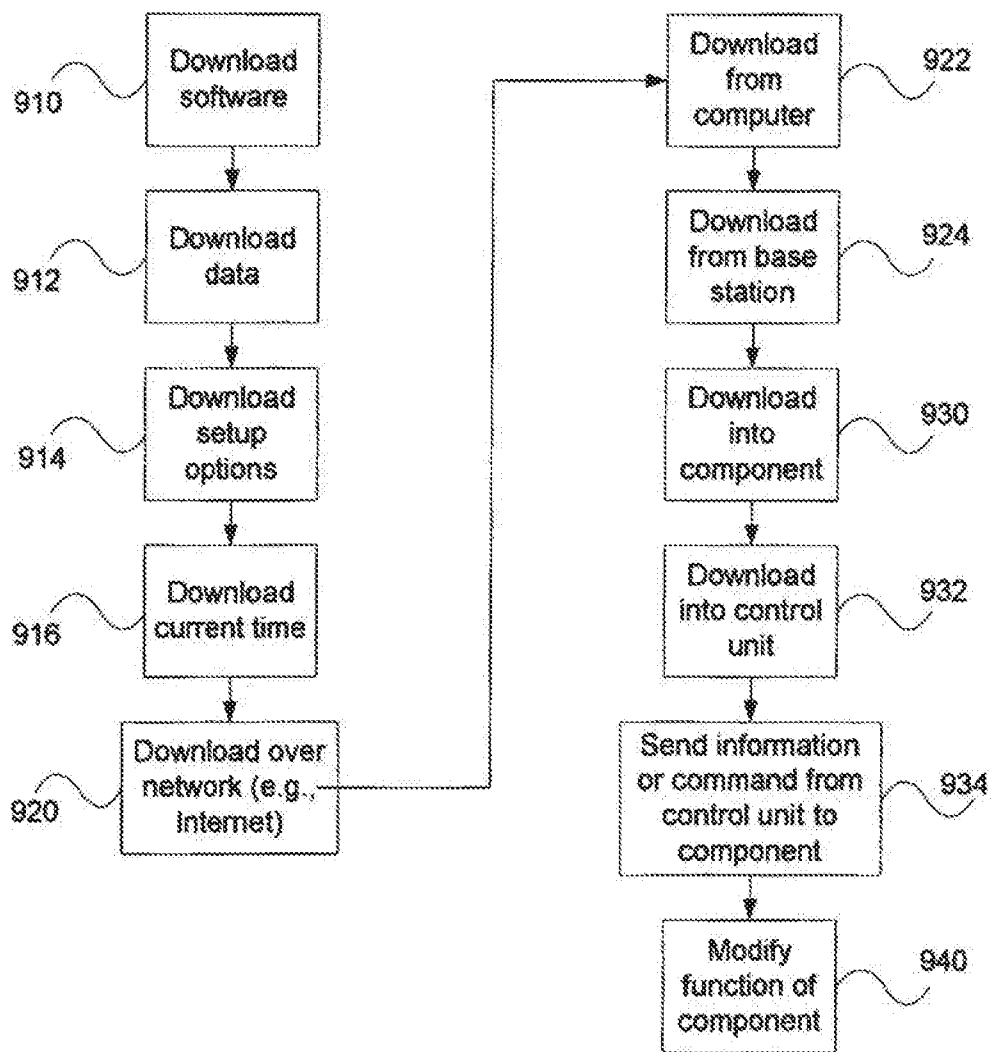 910
Download
software
912
Download
data
914
Download
setup
options
916
Download
current time
920
Download over
network (e.g.,
Internet)
Download
from
computer
922
Download
from base
station
924
Download
into
component
930
Download
into control
unit
932
Send information
or command from
control unit to
component
934
Modify
function of
component
940